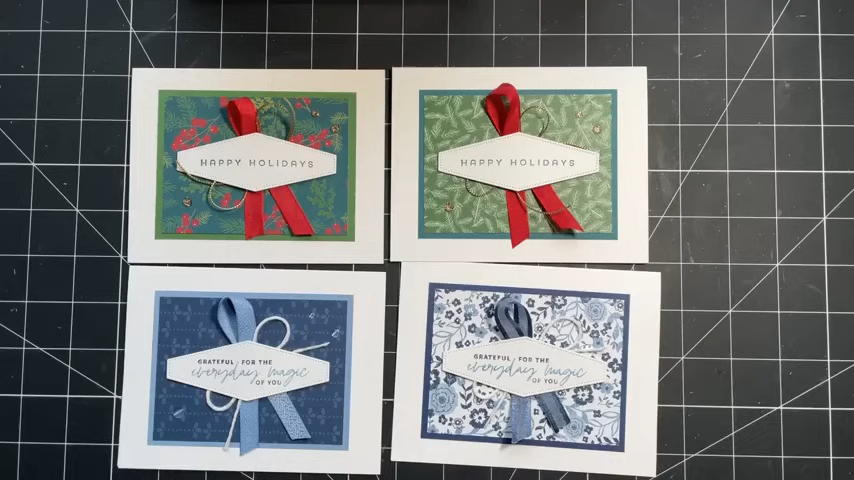 HAPPY HOLIDAYS
HAPPY HOLIDAYS
GRATEFUL FOR THE
everyday magic
OF YOU
GRATEFUL FOR THE
everyday magic
OF YOU